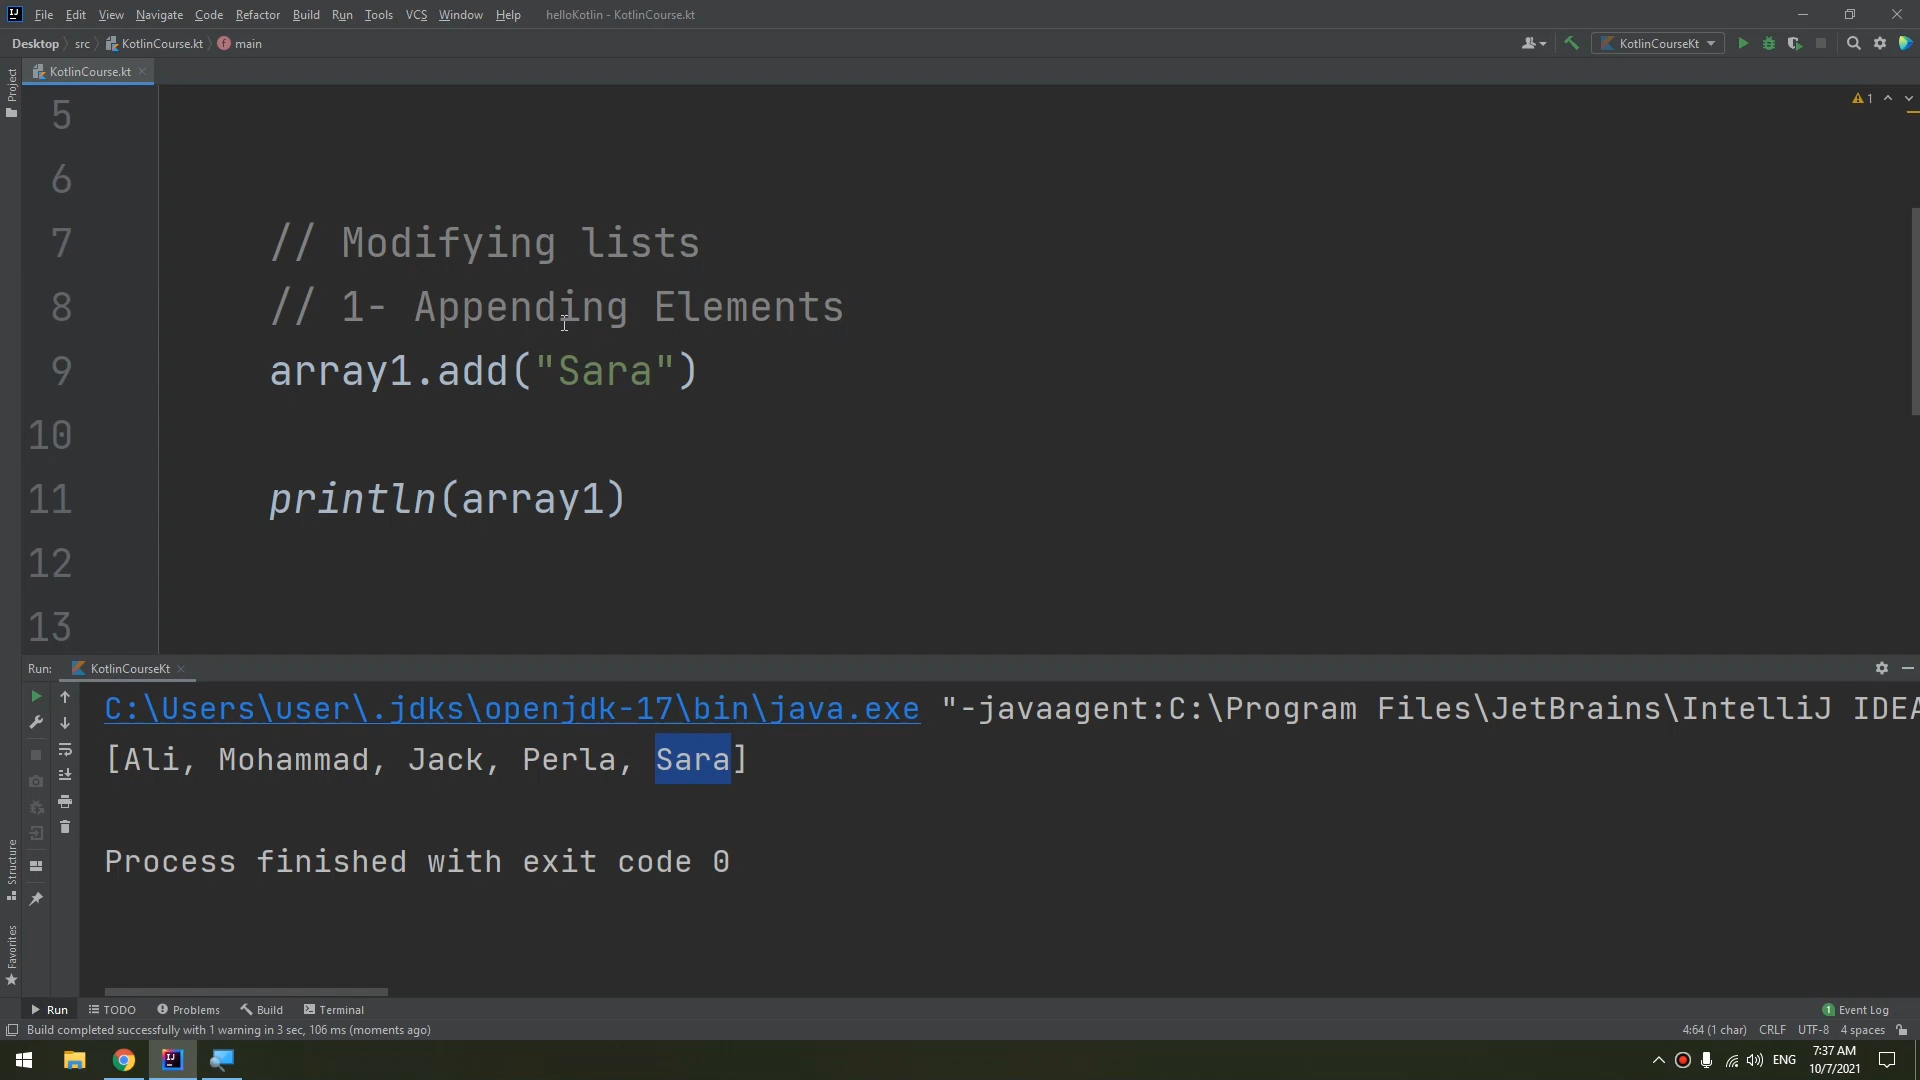 File Edit View Navigate Code Refactor Build Run Tools VCS Window Help helloKotlin - KotlinCourse.kt
Desktop src KotlinCourse.kt main KotlinCourseKt
KotlinCourse.kt
Project
1
5
6
7 // Modifying lists
8 // 1- Appending Elements
9 array1.add("Sara")
10
11 println(array1)
12
13
Run: KotlinCourseKt
C:\Users\user\.jdks\openjdk-17\bin\java.exe "-javaagent:C:\Program Files\JetBrains\IntelliJ IDEA
[Ali, Mohammad, Jack, Perla, Sara]
Process finished with exit code 0
Structure
Favorites
Run TODO Problems Build Terminal 1 Event Log
Build completed successfully with 1 warning in 3 sec, 106 ms (moments ago) 4:64 (1 char) CRLF UTF-8 4 spaces
ENG 7:37 AM
10/7/2021